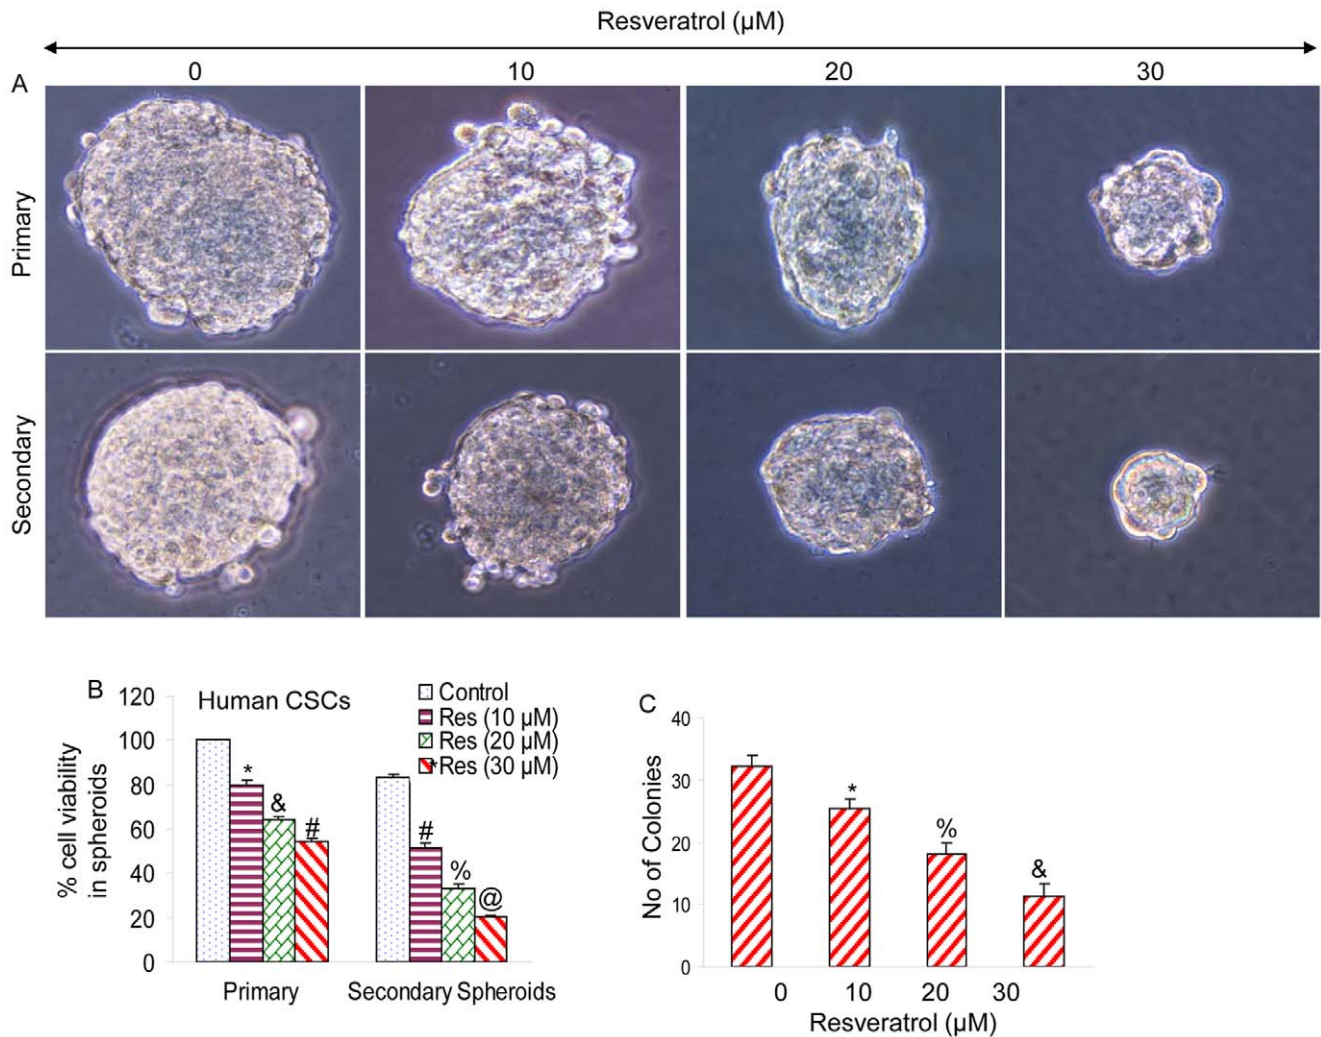 Resveratrol (µM)
0 10 20 30
A
Primary
Secondary
B
Human CSCs
% cell viability
in spheroids
120
100
80
60
40
20
0
Control
Res (10 µM)
Res (20 µM)
*Res (30 µM)
*
&
#
#
%
@
Primary
Secondary Spheroids
C
No of Colonies
40
30
20
10
0
*
%
&
0 10 20 30
Resveratrol (µM)